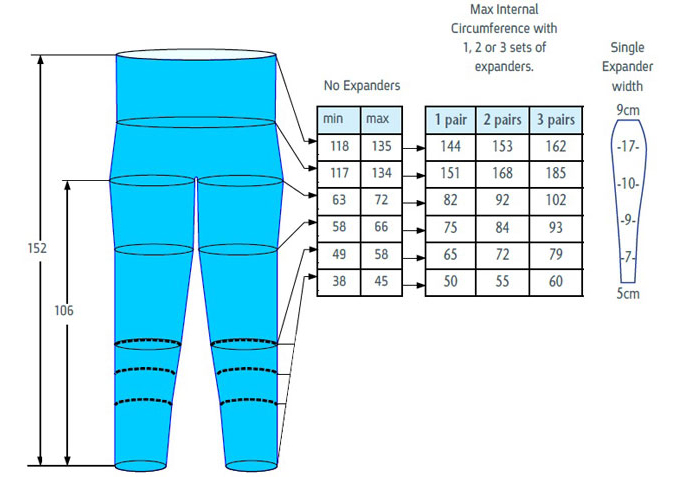 Max Internal
Circumference with
1, 2 or 3 sets of
expanders.
Single
Expander
width
No Expanders
min max
1 pair 2 pairs 3 pairs
9cm
118 135 144 153 162
-17-
117 134 151 168 185
-10-
63 72 82 92 102
58 66 75 84 93
-9-
49 58 65 72 79
-7-
38 45 50 55 60
5cm
152
106